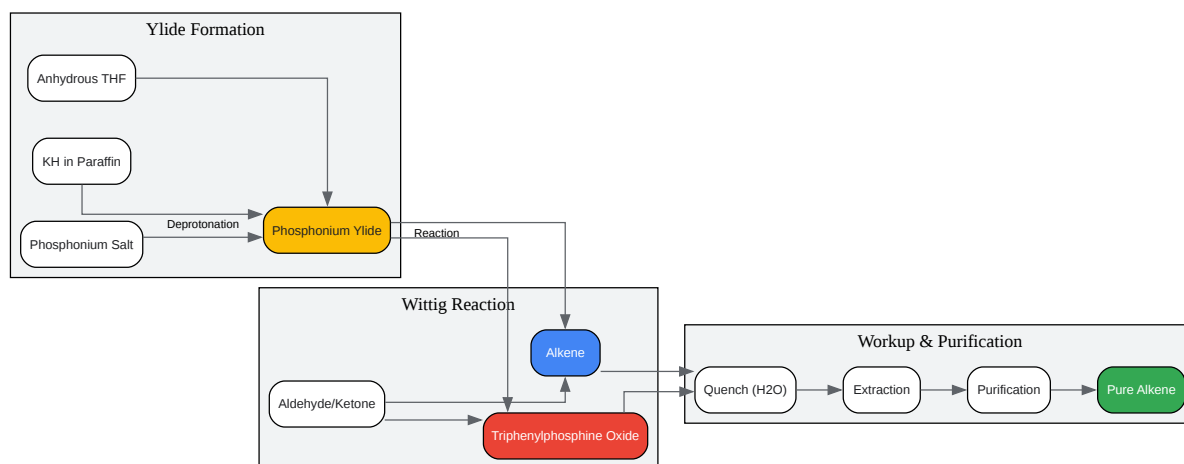 Ylide Formation
Anhydrous THF
KH in Paraffin
Deprotonation
Phosphonium Salt
Phosphonium Ylide
Reaction
Wittig Reaction
Alkene
Aldehyde/Ketone
Triphenylphosphine Oxide
Workup & Purification
Quench (H2O)
Extraction
Purification
Pure Alkene